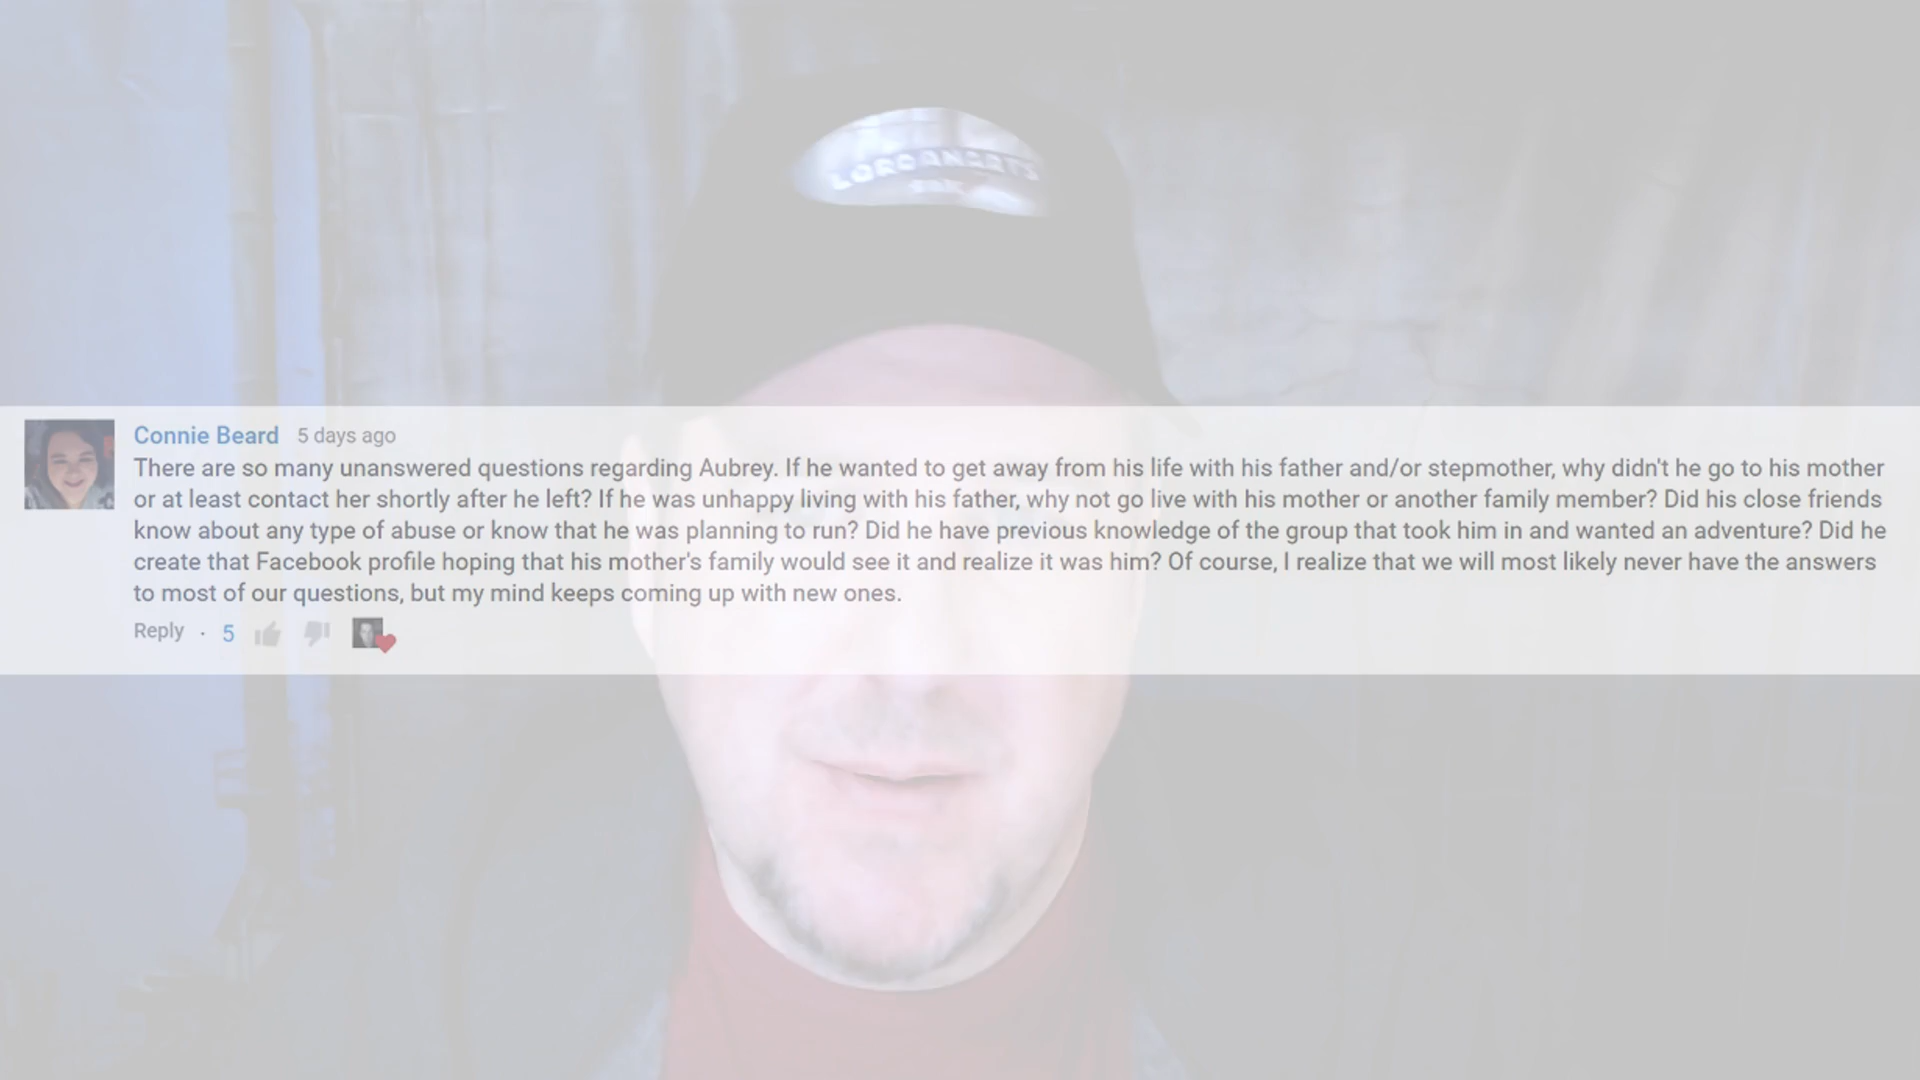 LORDANARTS
Connie Beard 5 days ago
There are so many unanswered questions regarding Aubrey. If he wanted to get away from his life with his father and/or stepmother, why didn't he go to his mother
or at least contact her shortly after he left? If he was unhappy living with his father, why not go live with his mother or another family member? Did his close friends
know about any type of abuse or know that he was planning to run? Did he have previous knowledge of the group that took him in and wanted an adventure? Did he
create that Facebook profile hoping that his mother's family would see it and realize it was him? Of course, I realize that we will most likely never have the answers
to most of our questions, but my mind keeps coming up with new ones.
Reply · 5